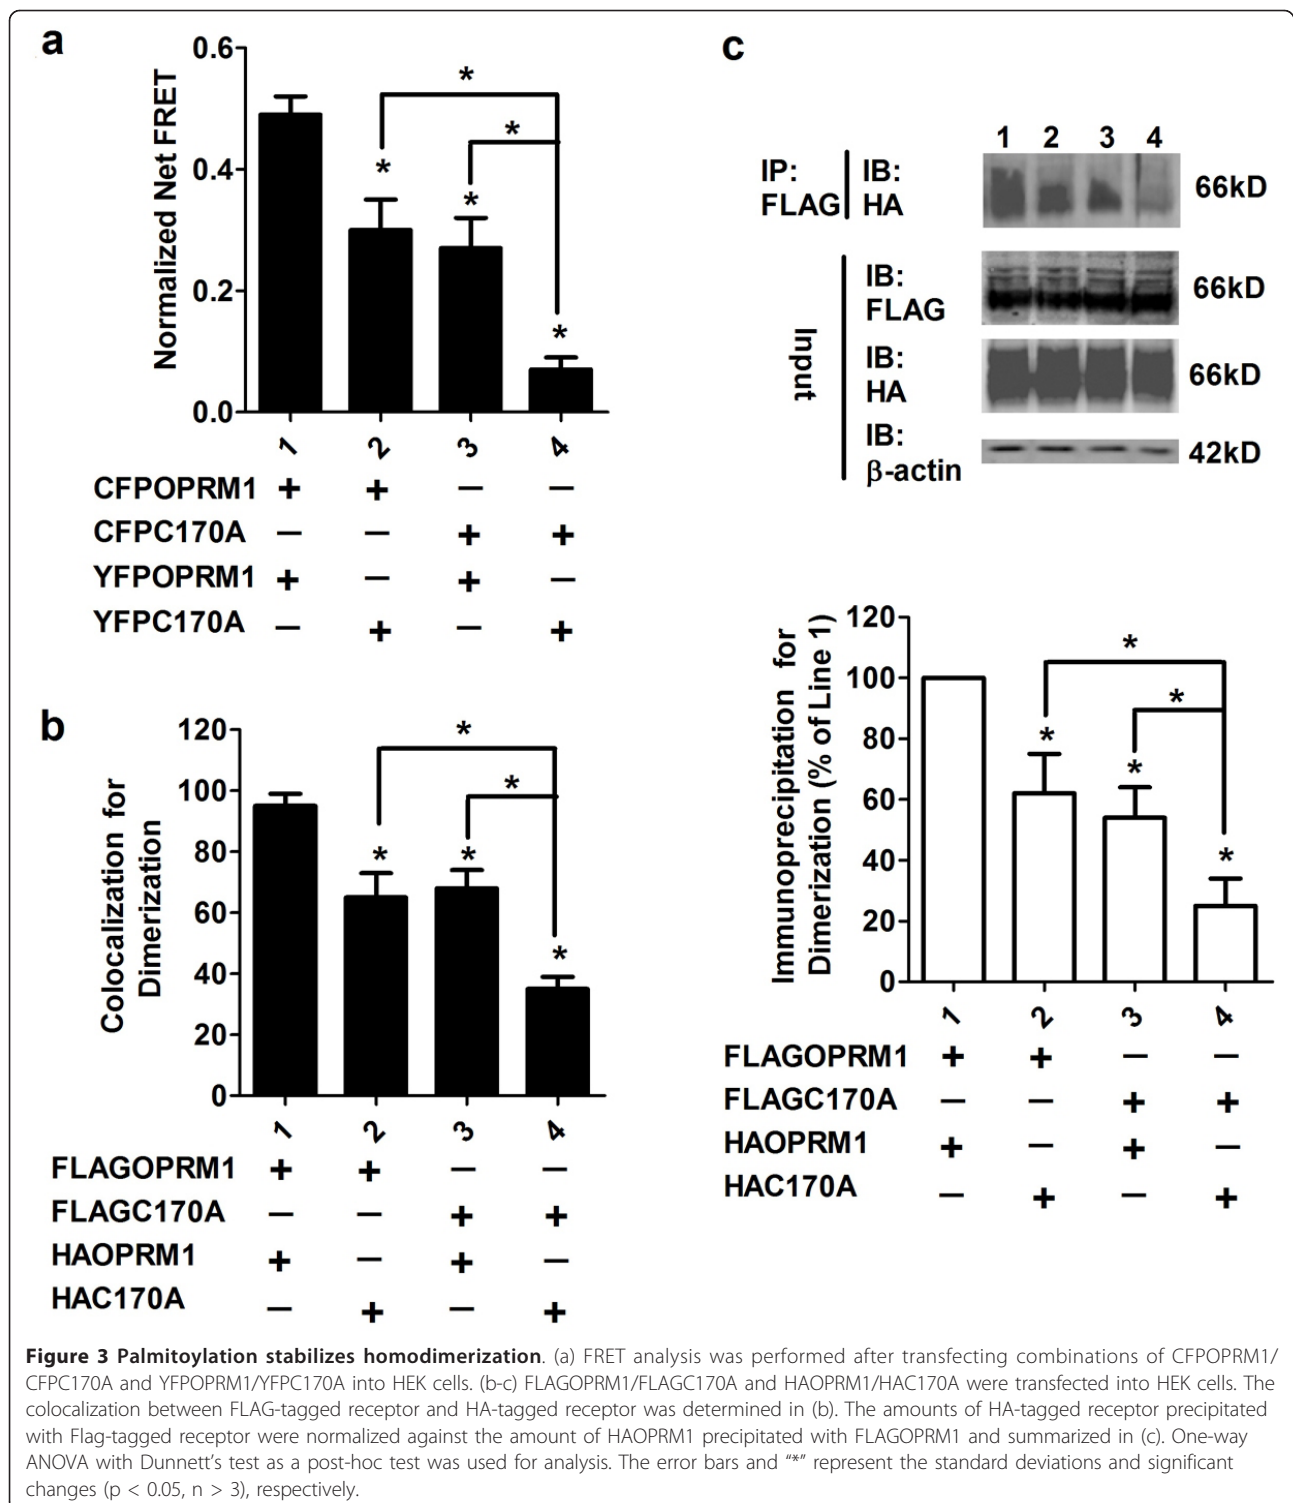 a
Normalized Net FRET
0.6
0.4
0.2
0.0
*
*
*
*
*
1 2 3 4
CFPOPRM1 + + — —
CFPC170A — — + +
YFPOPRM1 + — + —
YFPC170A — + — +
b
Colocalization for
Dimerization
120
100
80
60
40
20
0
*
*
*
*
*
1 2 3 4
FLAGOPRM1 + + — —
FLAGC170A — — + +
HAOPRM1 + — + —
HAC170A — + — +
c
1 2 3 4
IP: IB:
FLAG HA 66kD
Input
IB:
FLAG 66kD
IB:
HA 66kD
IB:
β-actin 42kD
Immunoprecipitation for
Dimerization (% of Line 1)
120
100
80
60
40
20
0
*
*
*
*
*
1 2 3 4
FLAGOPRM1 + + — —
FLAGC170A — — + +
HAOPRM1 + — + —
HAC170A — + — +
Figure 3 Palmitoylation stabilizes homodimerization. (a) FRET analysis was performed after transfecting combinations of CFPOPRM1/
CFPC170A and YFPOPRM1/YFPC170A into HEK cells. (b-c) FLAGOPRM1/FLAGC170A and HAOPRM1/HAC170A were transfected into HEK cells. The
colocalization between FLAG-tagged receptor and HA-tagged receptor was determined in (b). The amounts of HA-tagged receptor precipitated
with Flag-tagged receptor were normalized against the amount of HAOPRM1 precipitated with FLAGOPRM1 and summarized in (c). One-way
ANOVA with Dunnett's test as a post-hoc test was used for analysis. The error bars and "*" represent the standard deviations and significant
changes (p < 0.05, n > 3), respectively.